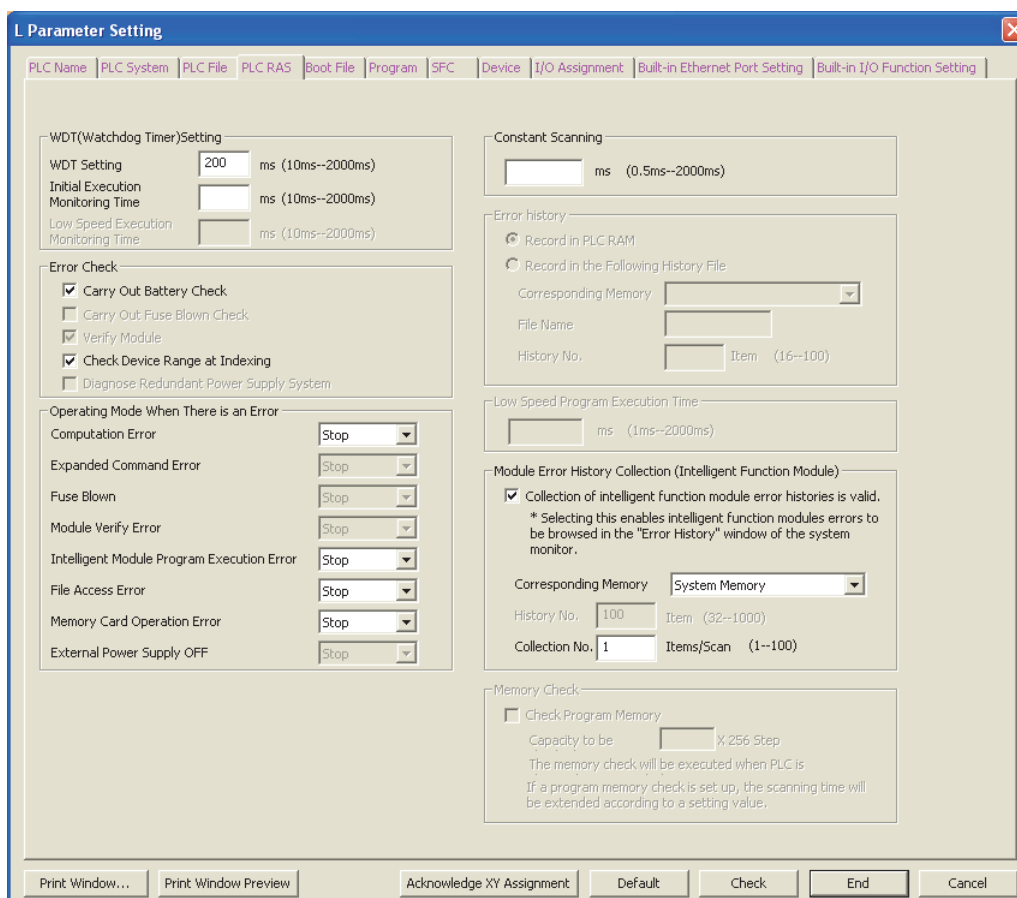 L Parameter Setting
PLC Name PLC System PLC File PLC RAS Boot File Program SFC Device I/O Assignment Built-in Ethernet Port Setting Built-in I/O Function Setting
WDT(Watchdog Timer)Setting
WDT Setting 200 ms (10ms--2000ms)
Initial Execution
Monitoring Time ms (10ms--2000ms)
Low Speed Execution
Monitoring Time ms (10ms--2000ms)
Error Check
Carry Out Battery Check
Carry Out Fuse Blown Check
Verify Module
Check Device Range at Indexing
Diagnose Redundant Power Supply System
Operating Mode When There is an Error
Computation Error Stop
Expanded Command Error Stop
Fuse Blown Stop
Module Verify Error Stop
Intelligent Module Program Execution Error Stop
File Access Error Stop
Memory Card Operation Error Stop
External Power Supply OFF Stop
Constant Scanning
ms (0.5ms--2000ms)
Error history
Record in PLC RAM
Record in the Following History File
Corresponding Memory
File Name
History No. Item (16--100)
Low Speed Program Execution Time
ms (1ms--2000ms)
Module Error History Collection (Intelligent Function Module)
Collection of intelligent function module error histories is valid.
* Selecting this enables intelligent function modules errors to
be browsed in the "Error History" window of the system
monitor.
Corresponding Memory System Memory
History No. 100 Item (32--1000)
Collection No. 1 Items/Scan (1--100)
Memory Check
Check Program Memory
Capacity to be X 256 Step
The memory check will be executed when PLC is
If a program memory check is set up, the scanning time will
be extended according to a setting value.
Print Window... Print Window Preview Acknowledge XY Assignment Default Check End Cancel